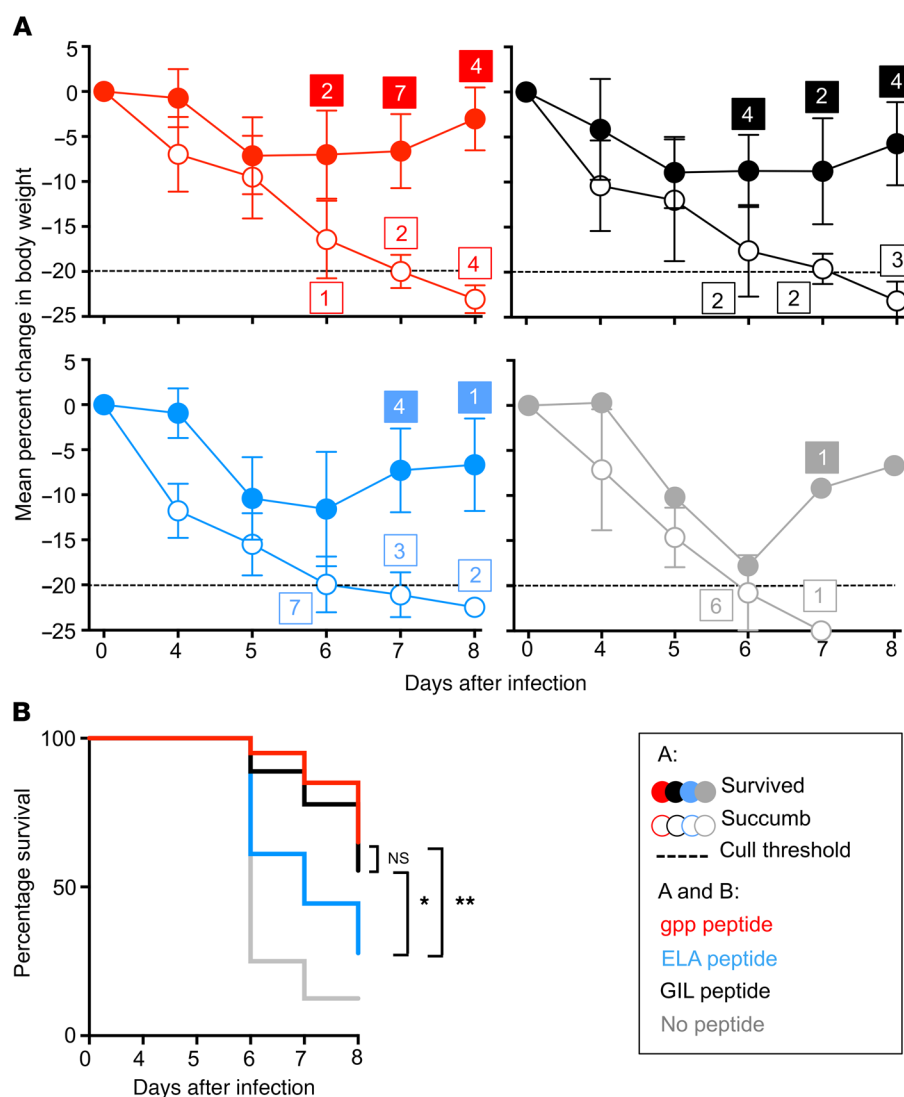 A
5
0
−5
−10
−15
−20
−25
2
7
4
2
4
1
4
2
4
3
2
2
Mean percent change in body weight
0
−5
−10
−15
−20
−25
4
1
3
2
7
1
6
1
0 4 5 6 7 8
0 4 5 6 7 8
Days after infection
B
100
50
0
Percentage survival
NS
*
**
0 4 5 6 7 8
Days after infection
A:
Survived
Succumb
Cull threshold
A and B:
gpp peptide
ELA peptide
GIL peptide
No peptide